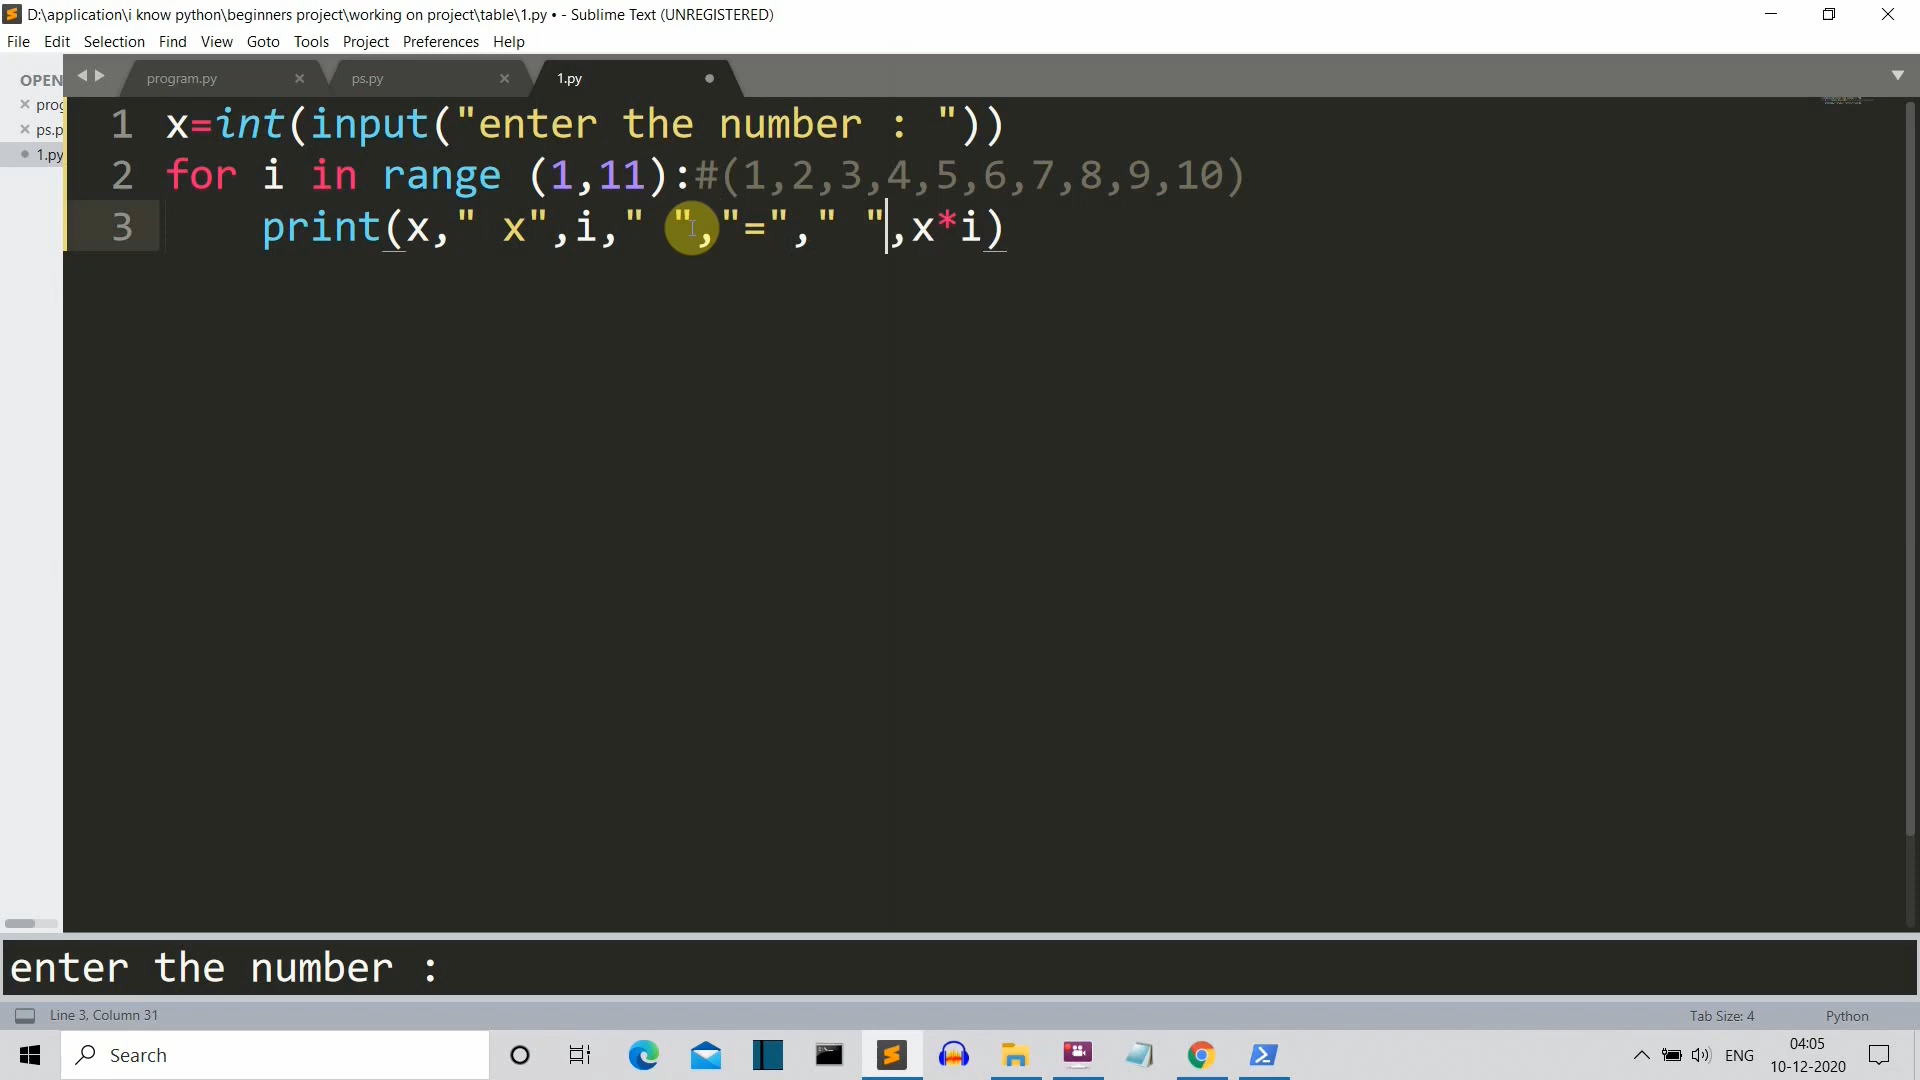 D:\application\i know python\beginners project\working on project\table\1.py • - Sublime Text (UNREGISTERED)
File Edit Selection Find View Goto Tools Project Preferences Help
OPEN
prog
ps.p
1.py
program.py ps.py 1.py
1 x=int(input("enter the number : "))
2 for i in range (1,11):#(1,2,3,4,5,6,7,8,9,10)
3 print(x," x",i," ","="," ",x*i)
enter the number :
Line 3, Column 31 Tab Size: 4 Python
Search
ENG
04:05
10-12-2020